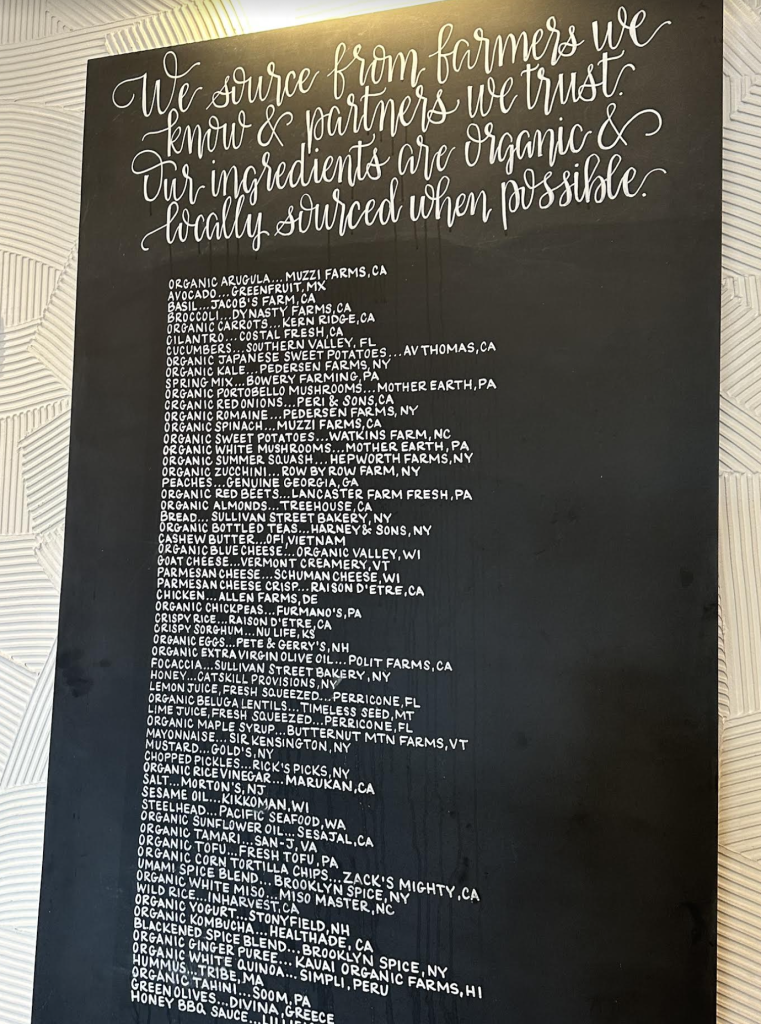 We source from farmers we
know & partners we trust.
Our ingredients are organic &
locally sourced when possible.
ORGANIC ARUGULA...MUZZI FARMS,CA
AVOCADO...GREENFRUIT,MX
BASIL...JACOB'S FARM,CA
BROCCOLI...DYNASTY FARMS,CA
ORGANIC CARROTS...KERN RIDGE,CA
CILANTRO...COSTAL FRESH,CA
CUCUMBERS...SOUTHERN VALLEY, FL
ORGANIC JAPANESE SWEET POTATOES...AV THOMAS,CA
ORGANIC KALE...PEDERSEN FARMS,NY
SPRING MIX...BOWERY FARMING,PA
ORGANIC PORTOBELLO MUSHROOMS...MOTHER EARTH,PA
ORGANIC RED ONIONS...PERI & SONS,CA
ORGANIC ROMAINE...PEDERSEN FARMS,NY
ORGANIC SPINACH...MUZZI FARMS,CA
ORGANIC SWEET POTATOES...WATKINS FARM,NC
ORGANIC WHITE MUSHROOMS...MOTHER EARTH,PA
ORGANIC SUMMER SQUASH...HEPWORTH FARMS,NY
ORGANIC ZUCCHINI...ROW BY ROW FARM,NY
PEACHES...GENUINE GEORGIA,GA
ORGANIC RED BEETS...LANCASTER FARM FRESH,PA
ORGANIC ALMONDS...TREEHOUSE,CA
BREAD...SULLIVAN STREET BAKERY,NY
ORGANIC BOTTLED TEAS...HARNEY & SONS,NY
CASHEW BUTTER...OFI,VIETNAM
ORGANIC BLUE CHEESE...ORGANIC VALLEY,WI
GOAT CHEESE...VERMONT CREAMERY,VT
PARMESAN CHEESE...SCHUMAN CHEESE,WI
PARMESAN CHEESE CRISP...RAISON D'ETRE,CA
CHICKEN...ALLEN FARMS,DE
ORGANIC CHICKPEAS...FURMANO'S,PA
CRISPY RICE...RAISON D'ETRE,CA
CRISPY SORGHUM...NU LIFE,KS
ORGANIC EGGS...PETE & GERRY'S,NH
ORGANIC EXTRA VIRGIN OLIVE OIL...POLIT FARMS,CA
FOCACCIA...SULLIVAN STREET BAKERY,NY
HONEY...CATSKILL PROVISIONS,NY
LEMON JUICE,FRESH SQUEEZED...PERRICONE,FL
ORGANIC BELUGA LENTILS...TIMELESS SEED,MT
LIME JUICE,FRESH SQUEEZED...PERRICONE,FL
ORGANIC MAPLE SYRUP...BUTTERNUT MTN FARMS,VT
MAYONNAISE...SIR KENSINGTON,NY
MUSTARD...GOLD'S,NY
CHOPPED PICKLES...RICK'S PICKS,NY
ORGANIC RICE VINEGAR...MARUKAN,CA
SALT...MORTON'S,NJ
SESAME OIL...KIKKOMAN,WI
STEELHEAD...PACIFIC SEAFOOD,WA
ORGANIC SUNFLOWER OIL...SESAJAL,CA
ORGANIC TAMARI...SAN-J,VA
ORGANIC TOFU...FRESH TOFU,PA
ORGANIC CORN TORTILLA CHIPS...ZACK'S MIGHTY,CA
UMAMI SPICE BLEND...BROOKLYN SPICE,NY
ORGANIC WHITE MISO...MISO MASTER,NC
WILD RICE...INHARVEST,CA
ORGANIC YOGURT...STONYFIELD,NH
ORGANIC KOMBUCHA...HEALTHADE,CA
BLACKENED SPICE BLEND...BROOKLYN SPICE,NY
ORGANIC GINGER PUREE...KAUAI ORGANIC FARMS,HI
ORGANIC WHITE QUINOA...SIMPLI,PERU
HUMMUS...TRIBE,MA
ORGANIC TAHINI...SOOM,PA
GREEN OLIVES...DIVINA,GREECE
HONEY BBQ SAUCE...